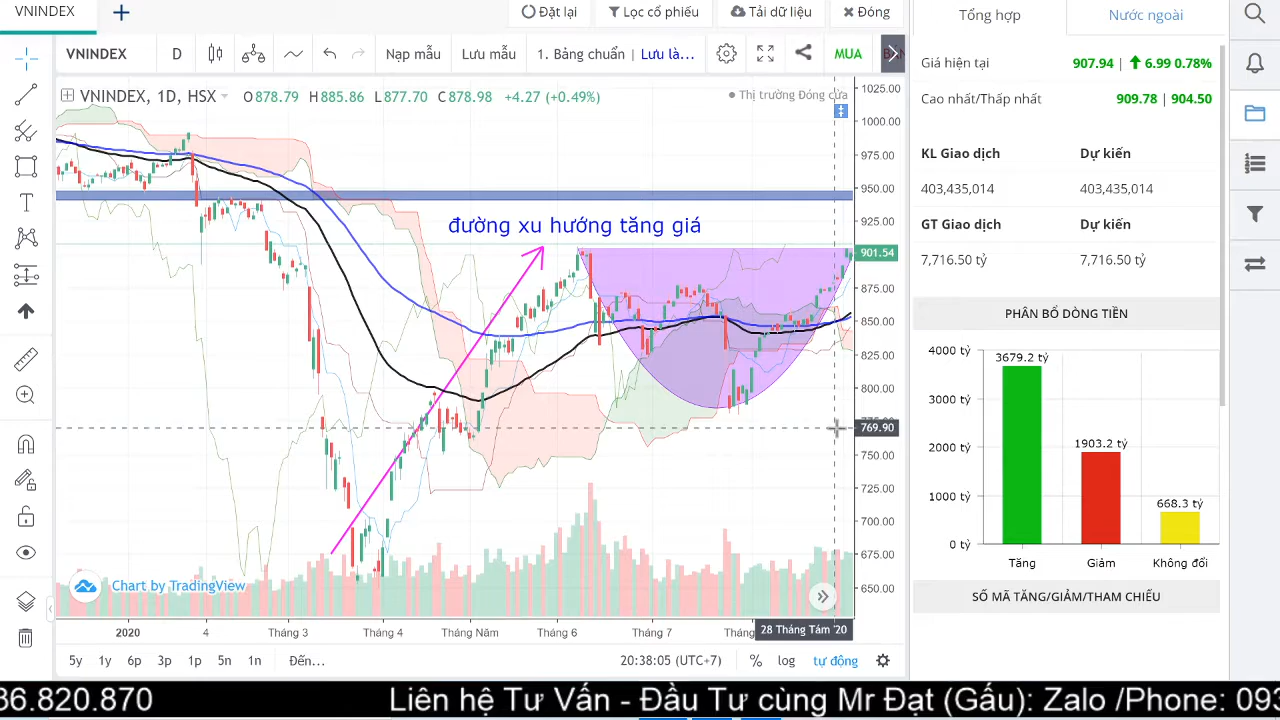 VNINDEX
Đặt lại
Lọc cổ phiếu
Tải dữ liệu
Đóng
Tổng hợp
Nước ngoài
VNINDEX
D
Nạp mẫu
Lưu mẫu
1. Bảng chuẩn
Lưu là...
MUA
VNINDEX, 1D, HSX
O878.79 H885.86 L877.70 C878.98 +4.27 (+0.49%)
Thị trường Đóng cửa
đường xu hướng tăng giá
1025.00
1000.00
975.00
950.00
925.00
901.54
875.00
850.00
825.00
800.00
769.90
750.00
725.00
700.00
675.00
650.00
Chart by TradingView
2020
4
Tháng 3
Tháng 4
Tháng Năm
Tháng 6
Tháng 7
28 Tháng Tám '20
5y 1y 6p 3p 1p 5n 1n Đến...
20:38:05 (UTC+7)
% log tự động
Giá hiện tại
907.94 | 6.99 0.78%
Cao nhất/Thấp nhất
909.78 | 904.50
KL Giao dịch Dự kiến
403,435,014 403,435,014
GT Giao dịch Dự kiến
7,716.50 tỷ 7,716.50 tỷ
PHÂN BỔ DÒNG TIỀN
4000 tỷ
3000 tỷ
2000 tỷ
1000 tỷ
0 tỷ
3679.2 tỷ
1903.2 tỷ
668.3 tỷ
Tăng Giảm Không đổi
SỐ MÃ TĂNG/GIẢM/THAM CHIẾU
36.820.870 Liên hệ Tư Vấn - Đầu Tư cùng Mr Đạt (Gấu): Zalo /Phone: 093